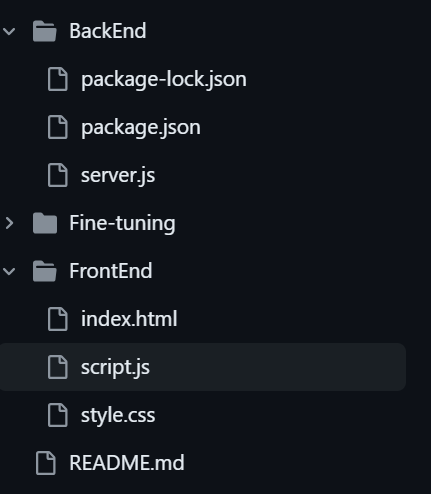 BackEnd
package-lock.json
package.json
server.js
Fine-tuning
FrontEnd
index.html
script.js
style.css
README.md